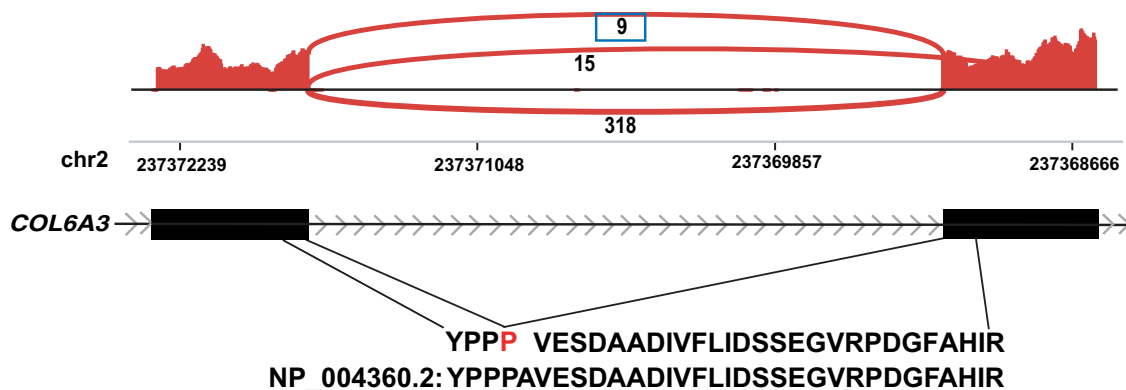 9
15
318
chr2
237372239 237371048 237369857 237368666
COL6A3
YPPP VESDAADIVFLIDSSEGVRPDGFAHIR
NP_004360.2: YPPPAVESDAADIVFLIDSSEGVRPDGFAHIR